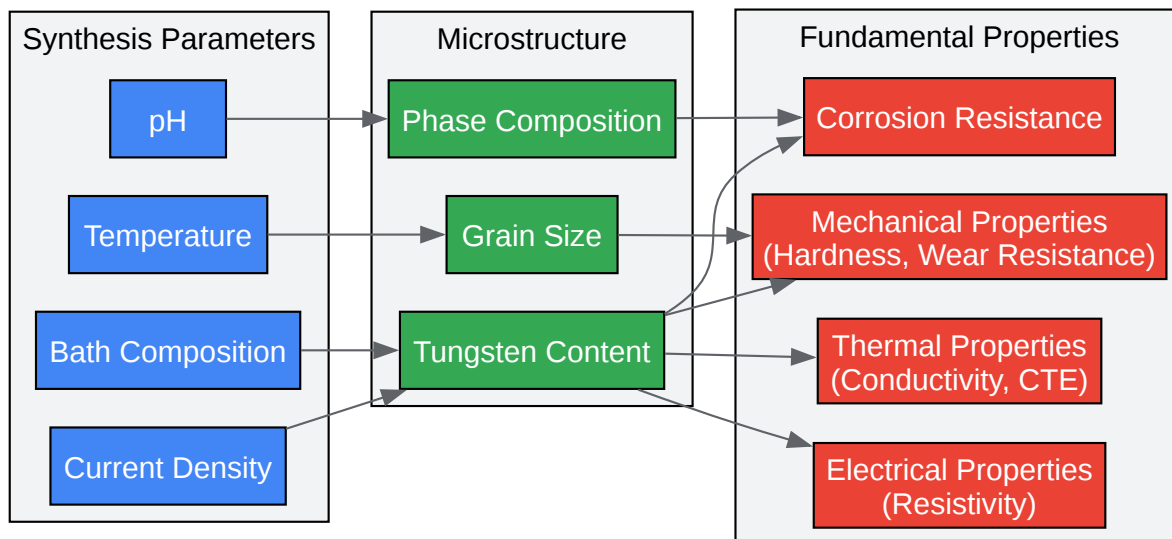 Synthesis Parameters
pH
Temperature
Bath Composition
Current Density
Microstructure
Phase Composition
Grain Size
Tungsten Content
Fundamental Properties
Corrosion Resistance
Mechanical Properties
(Hardness, Wear Resistance)
Thermal Properties
(Conductivity, CTE)
Electrical Properties
(Resistivity)